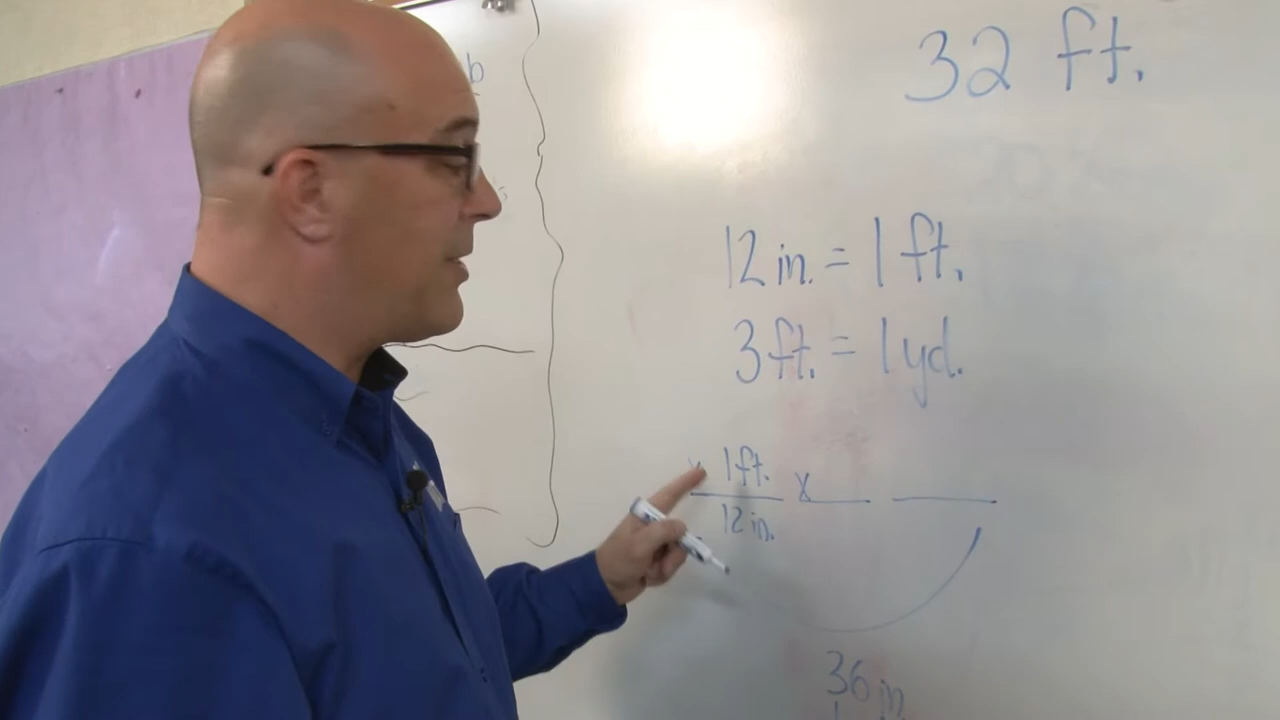 b
32 ft.
12 in. = 1 ft.
3 ft. = 1 yd.
x 1 ft. x
12 in.
36 in